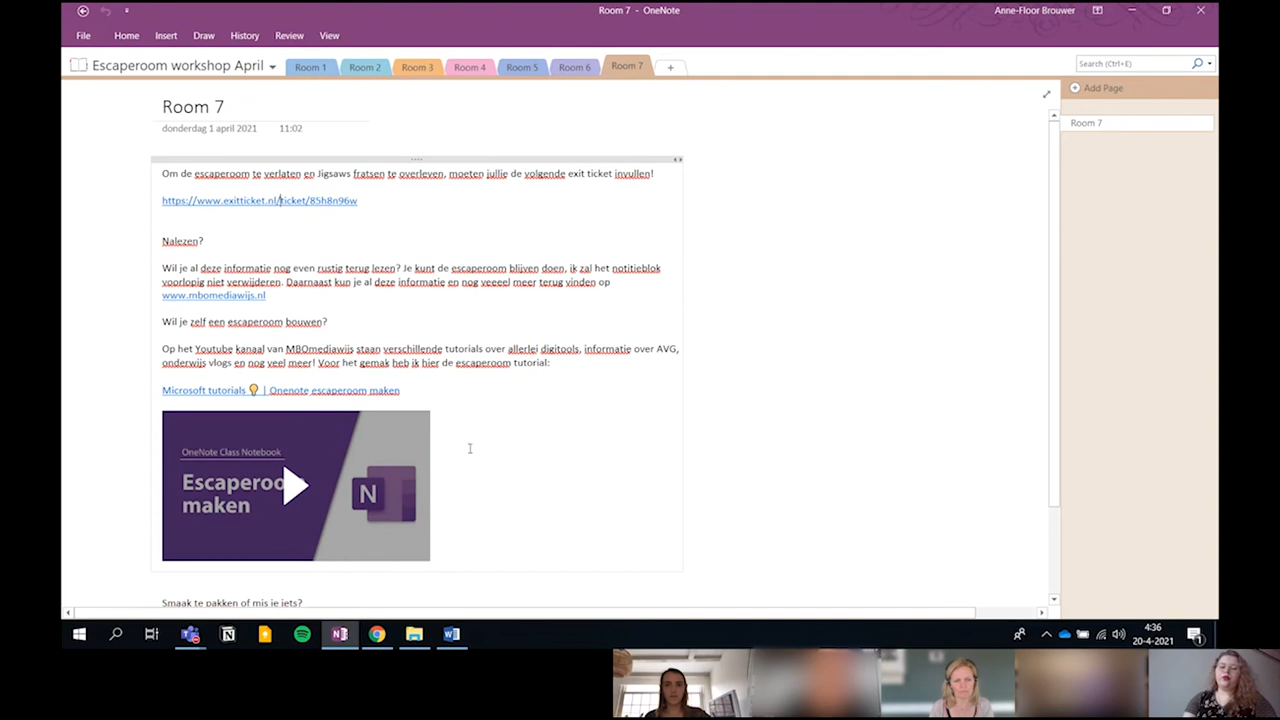 Room 7 - OneNote
Anne-Floor Brouwer
File Home Insert Draw History Review View
Escaperoom workshop April Room 1 Room 2 Room 3 Room 4 Room 5 Room 6 Room 7 +
Search (Ctrl+E)
Add Page
Room 7
Room 7
donderdag 1 april 2021 11:02
Om de escaperoom te verlaten en Jigsaws fratsen te overleven, moeten jullie de volgende exit ticket invullen!
https://www.exitticket.nl/ticket/85h8n96w
Nalezen?
Wil je al deze informatie nog even rustig terug lezen? Je kunt de escaperoom blijven doen, ik zal het notitieblok
voorlopig niet verwijderen. Daarnaast kun je al deze informatie en nog veeeel meer terug vinden op
www.mbomediawijs.nl
Wil je zelf een escaperoom bouwen?
Op het Youtube kanaal van MBOmediawijs staan verschillende tutorials over allerlei digitools, informatie over AVG,
onderwijs vlogs en nog veel meer! Voor het gemak heb ik hier de escaperoom tutorial:
Microsoft tutorials 💡 | Onenote escaperoom maken
OneNote Class Notebook
Escaperoo
maken
N
Smaak te pakken of mis je iets?
4:36
20-4-2021